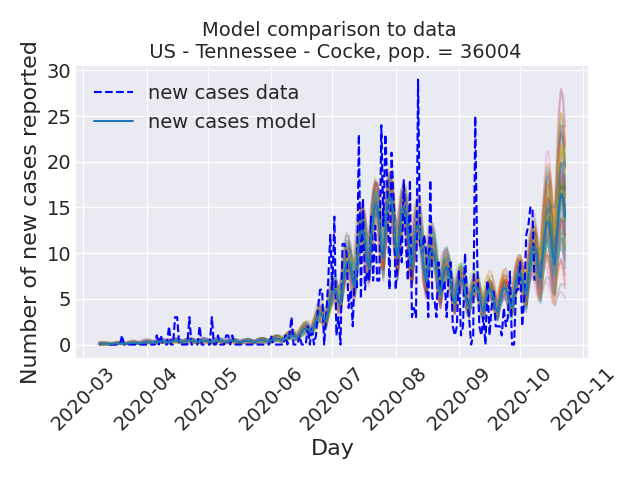 Model comparison to data
US - Tennessee - Cocke, pop. = 36004
Number of new cases reported
30
25
20
15
10
5
0
new cases data
new cases model
2020-03
2020-04
2020-05
2020-06
2020-07
2020-08
2020-09
2020-10
2020-11
Day